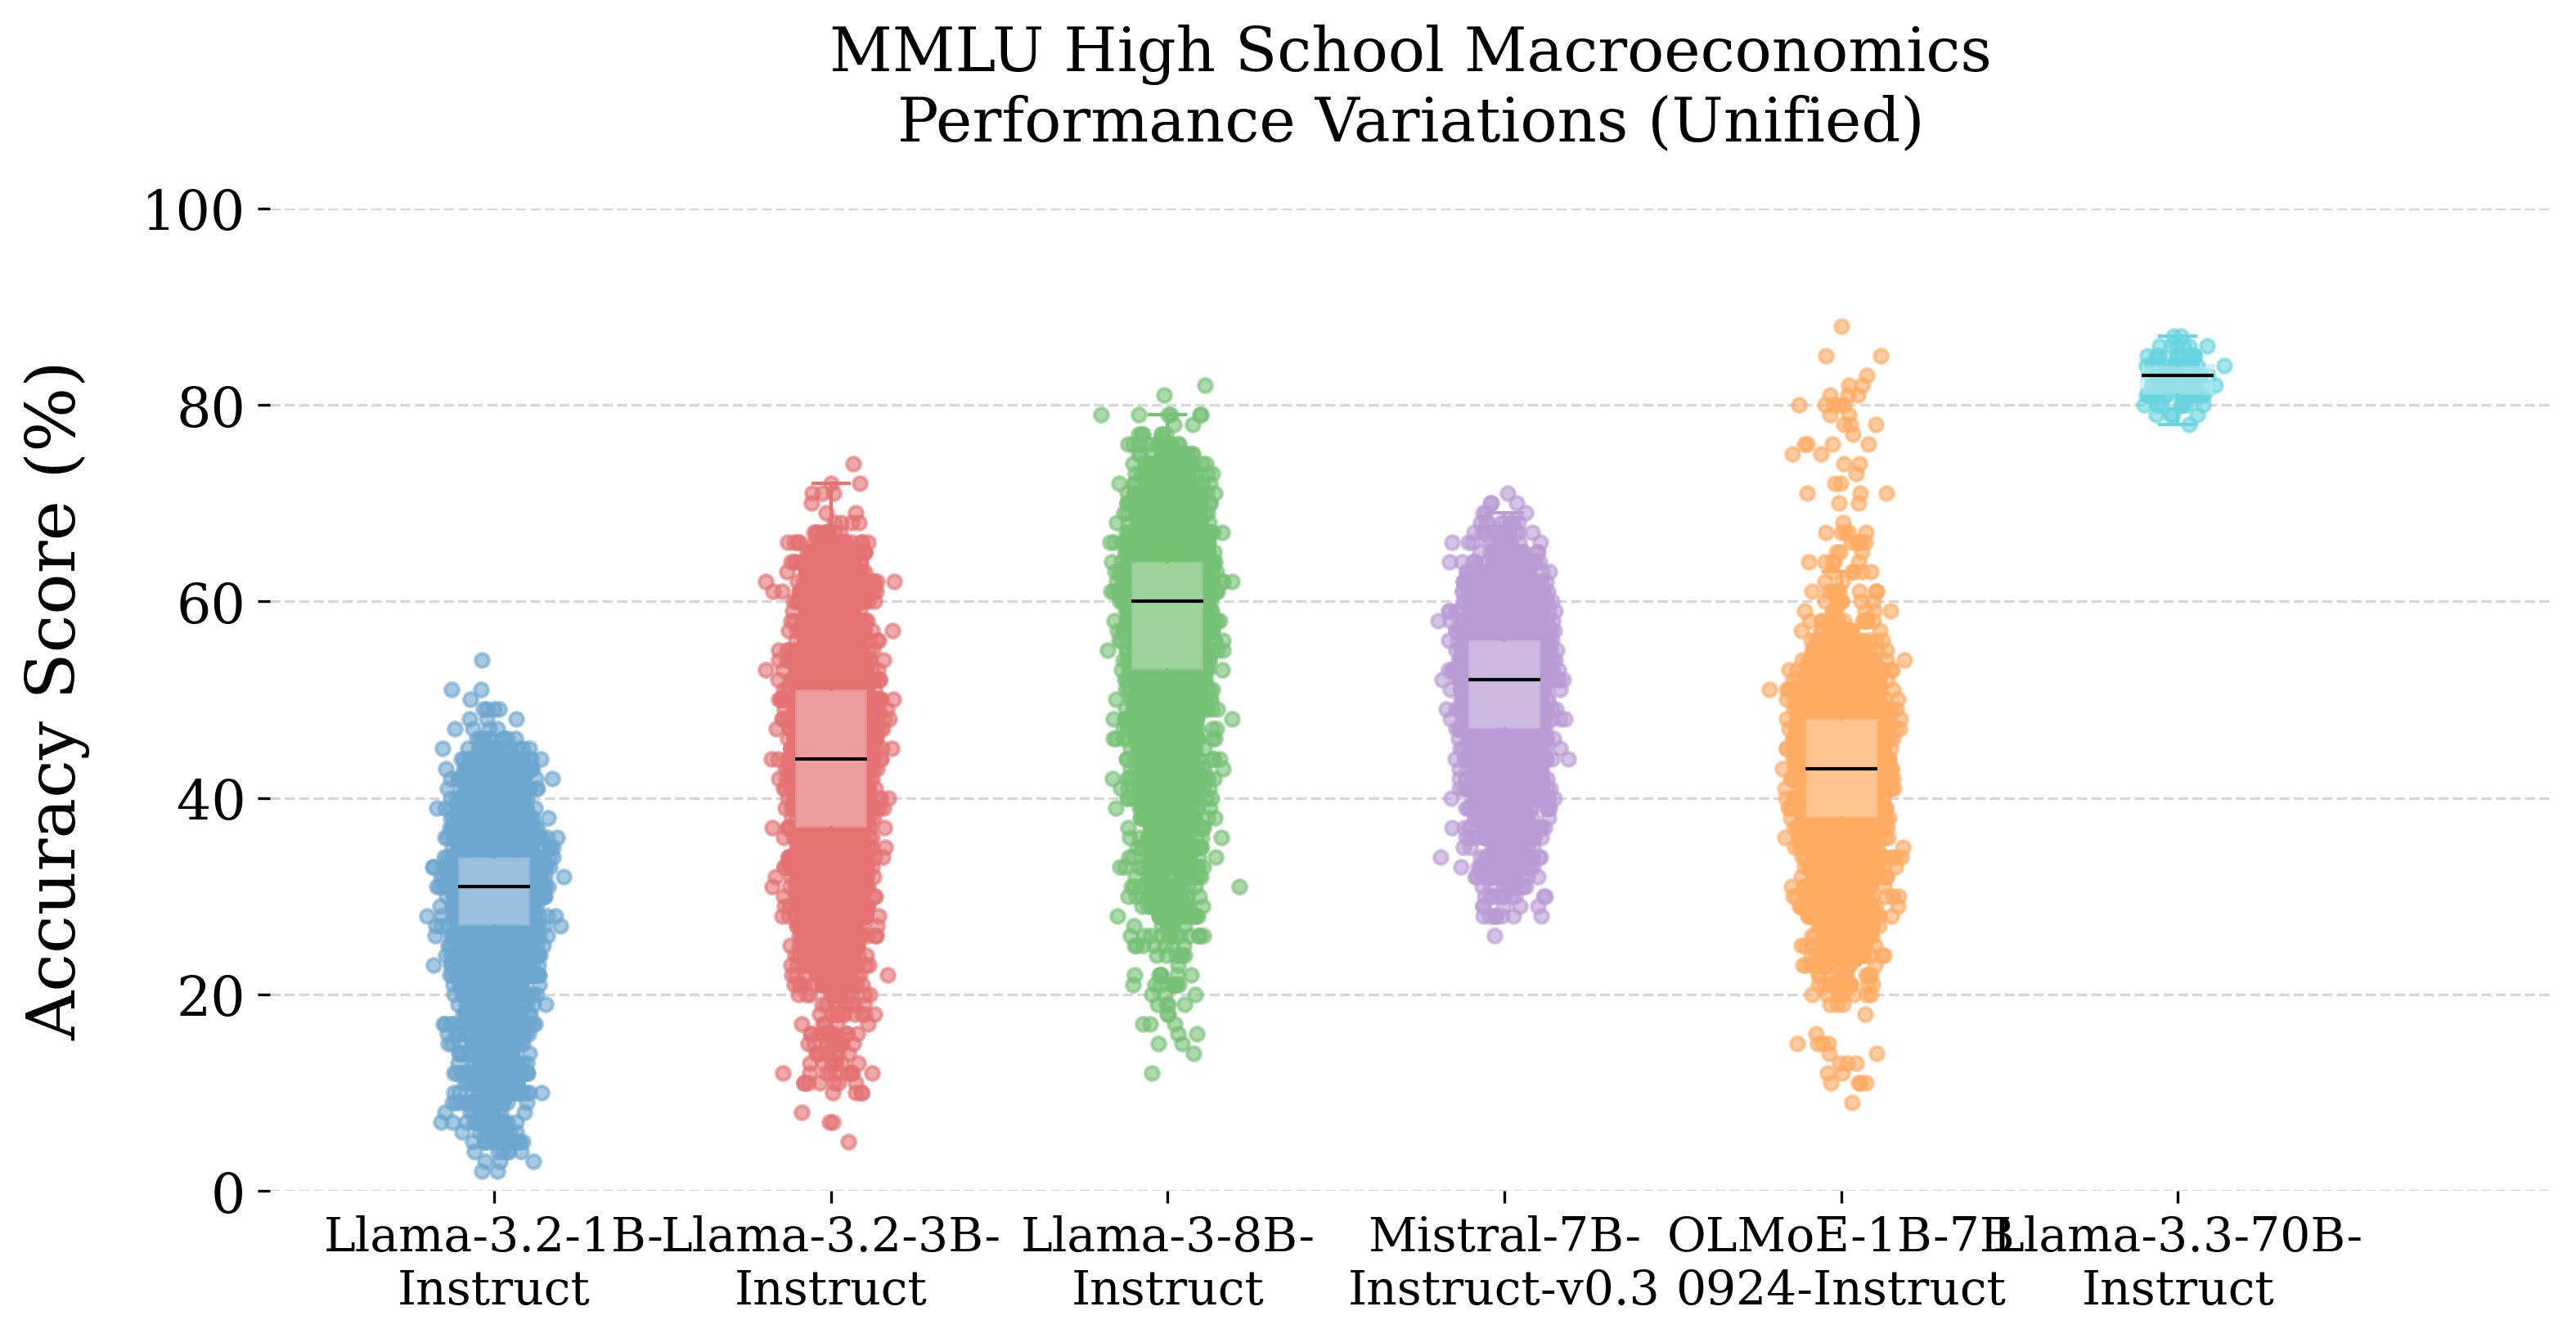 MMLU High School Macroeconomics
Performance Variations (Unified)
Accuracy Score (%)
100
80
60
40
20
0
Llama-3.2-1B-
Instruct
Llama-3.2-3B-
Instruct
Llama-3-8B-
Instruct
Mistral-7B-
Instruct-v0.3
OLMoE-1B-7B
0924-Instruct
Llama-3.3-70B-
Instruct